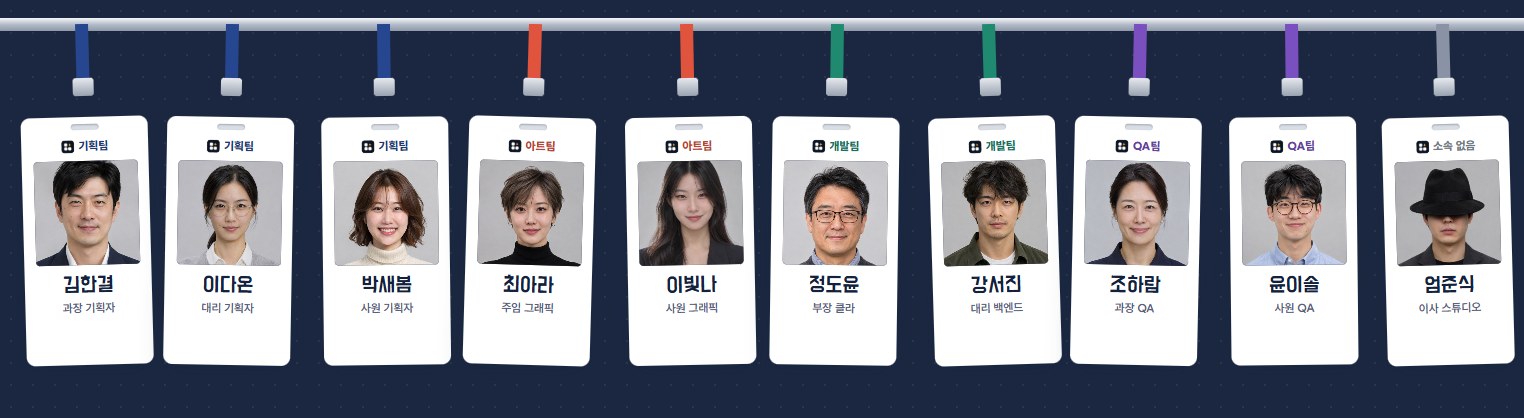 기획팀
김한결
과장 기획자
기획팀
이다온
대리 기획자
기획팀
박새봄
사원 기획자
아트팀
최아라
주임 그래픽
아트팀
이빛나
사원 그래픽
개발팀
정도윤
부장 클라
개발팀
강서진
대리 백엔드
QA팀
조하람
과장 QA
QA팀
윤이솔
사원 QA
소속 없음
엄준식
이사 스튜디오